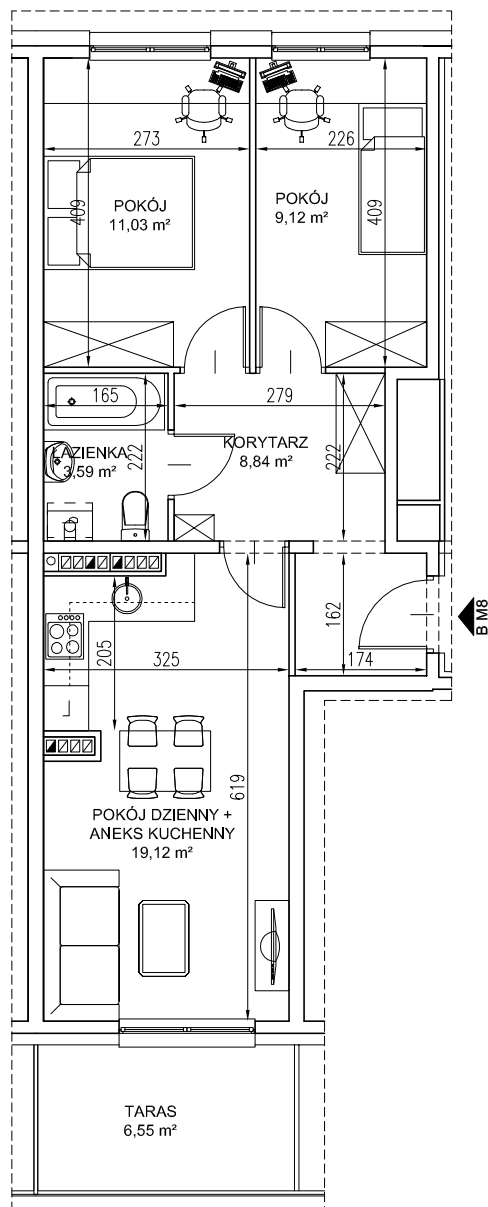 273
226
POKÓJ
11,03 m²
POKÓJ
9,12 m²
409
409
165
279
ŁAZIENKA
3,59 m²
222
KORYTARZ
8,84 m²
222
162
174
B M8
205
325
619
POKÓJ DZIENNY +
ANEKS KUCHENNY
19,12 m²
TARAS
6,55 m²